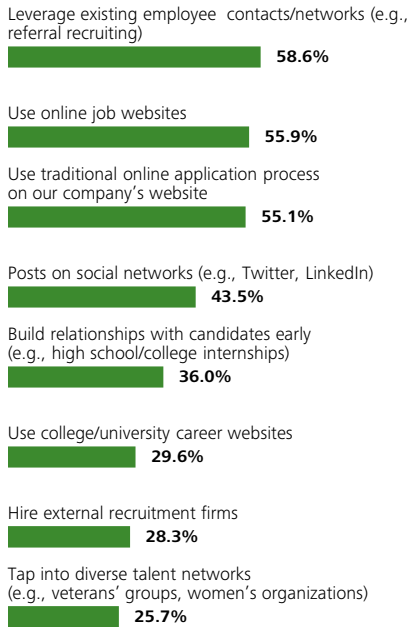 Leverage existing employee contacts/networks (e.g.,
referral recruiting)
58.6%
Use online job websites
55.9%
Use traditional online application process
on our company’s website
55.1%
Posts on social networks (e.g., Twitter, LinkedIn)
43.5%
Build relationships with candidates early
(e.g., high school/college internships)
36.0%
Use college/university career websites
29.6%
Hire external recruitment firms
28.3%
Tap into diverse talent networks
(e.g., veterans’ groups, women’s organizations)
25.7%